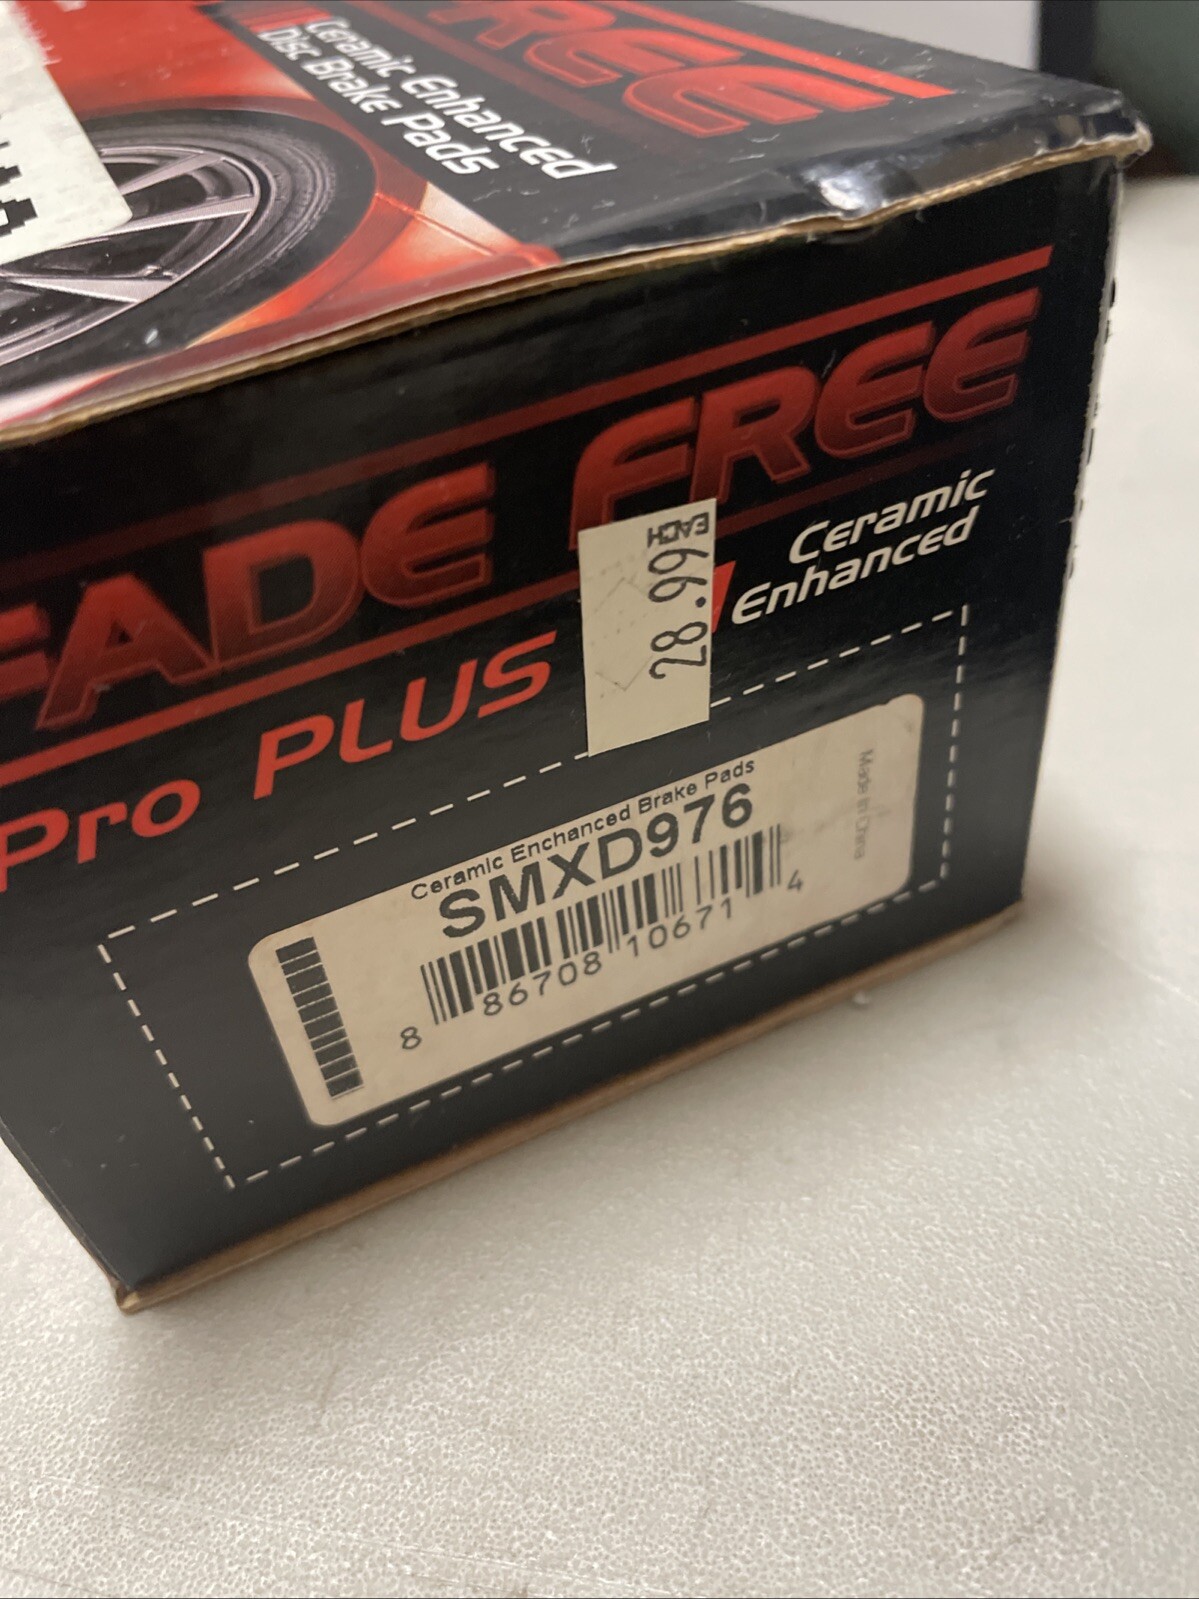 FREE
Ceramic Enhanced
Disc Brake Pads
FADE FREE
Pro PLUS
Ceramic
Enhanced
EACH
28.99
Ceramic Enchanced Brake Pads
SMXD976
8 86708 10671 4
Made in China